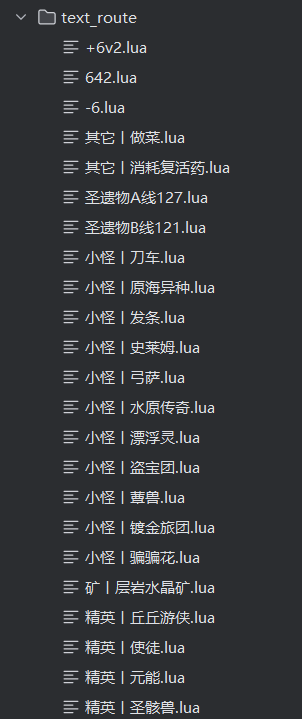 text_route
+6v2.lua
642.lua
-6.lua
其它丨做菜.lua
其它丨消耗复活药.lua
圣遗物A线127.lua
圣遗物B线121.lua
小怪丨刀车.lua
小怪丨原海异种.lua
小怪丨发条.lua
小怪丨史莱姆.lua
小怪丨弓萨.lua
小怪丨水原传奇.lua
小怪丨漂浮灵.lua
小怪丨盗宝团.lua
小怪丨蕈兽.lua
小怪丨镀金旅团.lua
小怪丨骗骗花.lua
矿丨层岩水晶矿.lua
精英丨丘丘游侠.lua
精英丨使徒.lua
精英丨元能.lua
精英丨圣骸兽.lua